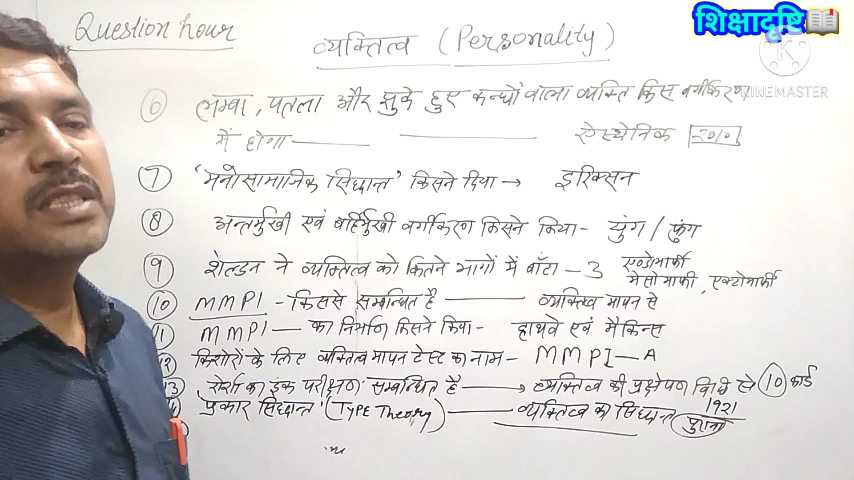 शिक्षादृष्टि
KINEMASTER
Question hour
व्यक्तित्व (Personality)
6 लम्बा, पतला और झुके हुए कन्धों वाला व्यक्ति किस वर्गीकरण
में होगा — — ऐस्थेनिक 2010
7 'मनोसामाजिक सिद्धान्त' किसने दिया → इरिक्सन
8 अन्तर्मुखी एवं बहिर्मुखी वर्गीकरण किसने किया - युंग / जुंग
9 शेल्डन ने व्यक्तित्व को कितने भागों में बाँटा - 3 एण्डोमार्फी
मेसोमार्फी, एक्टोमार्फी
10 MMPI - किससे सम्बन्धित है — व्यक्तित्व मापन से
11 MMPI — का निर्माण किसने किया - हाथवे एवं मैकिन्स
12 किशोरों के लिए व्यक्तित्व मापन टेस्ट का नाम - MMPI-A
13 रोर्शा का इंक परीक्षण सम्बन्धित है → व्यक्तित्व की प्रक्षेपण विधि से 10 कार्ड
1921
'प्रकार सिद्धान्त' (Type Theory) — व्यक्तित्व का सिद्धान्त पुराना